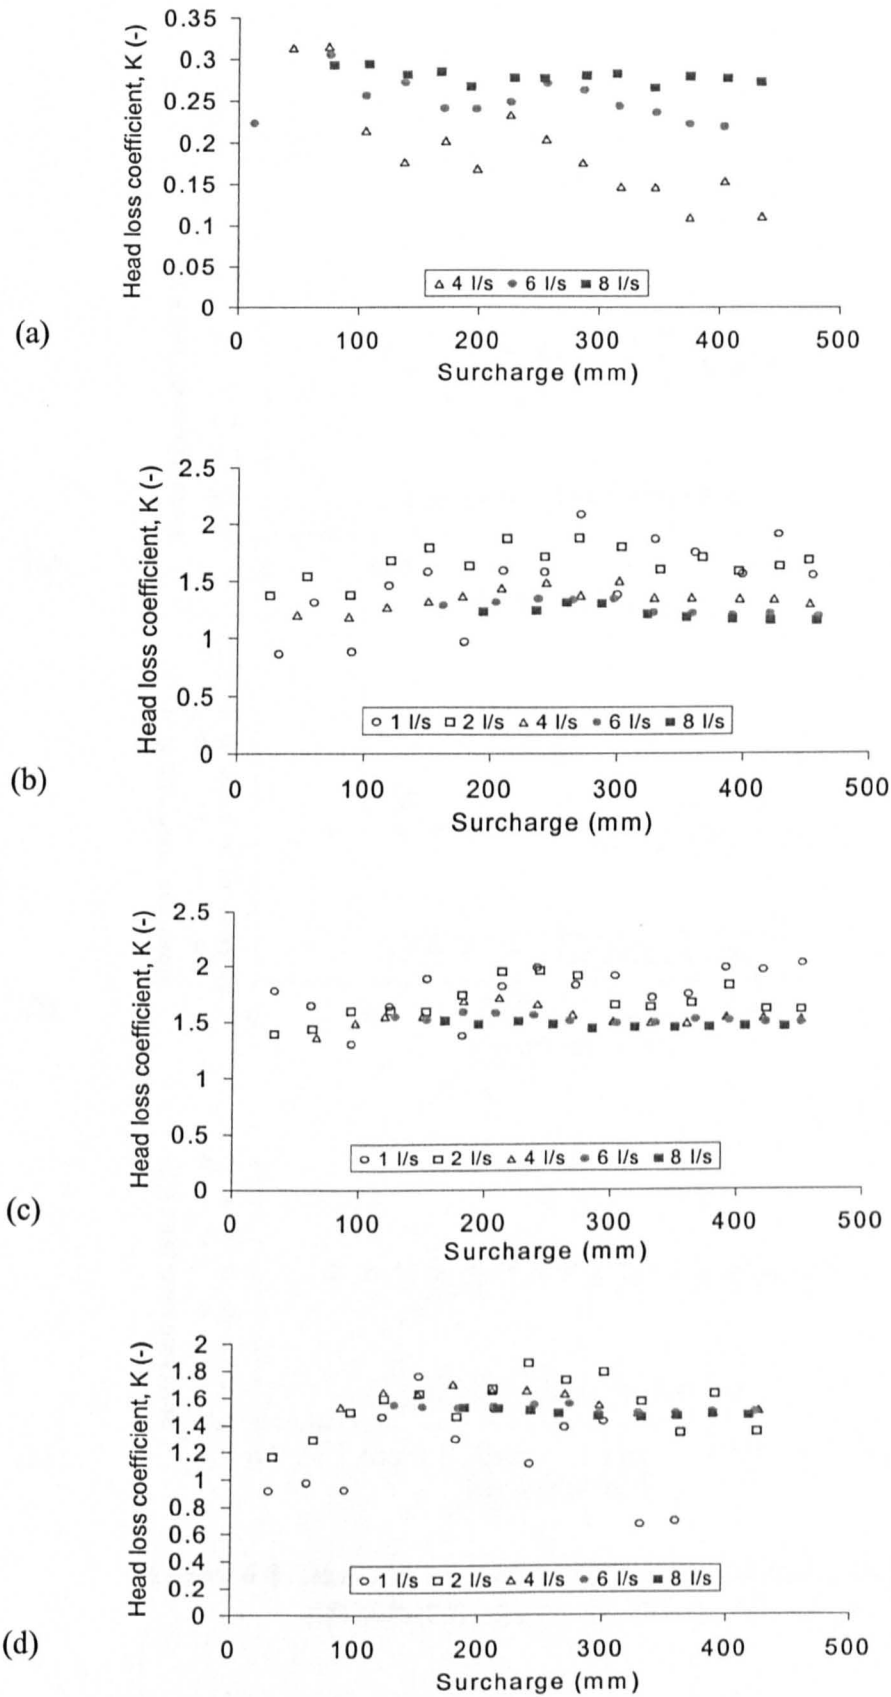 Head loss coefficient, K (-)
0.35
0.3
0.25
0.2
0.15
0.1
0.05
0
4 l/s 6 l/s 8 l/s
(a)
0 100 200 300 400 500
Surcharge (mm)
Head loss coefficient, K (-)
2.5
2
1.5
1
0.5
0
1 l/s 2 l/s 4 l/s 6 l/s 8 l/s
(b)
0 100 200 300 400 500
Surcharge (mm)
Head loss coefficient, K (-)
2.5
2
1.5
1
0.5
0
1 l/s 2 l/s 4 l/s 6 l/s 8 l/s
(c)
0 100 200 300 400 500
Surcharge (mm)
Head loss coefficient, K (-)
2
1.8
1.6
1.4
1.2
1
0.8
0.6
0.4
0.2
0
1 l/s 2 l/s 4 l/s 6 l/s 8 l/s
(d)
0 100 200 300 400 500
Surcharge (mm)